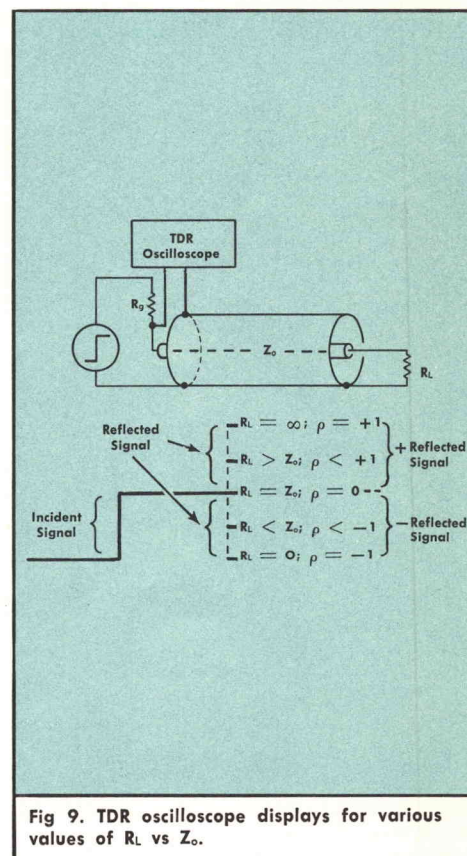 TDR
Oscilloscope
Rg
Zo
RL
Reflected
Signal
RL = ∞; ρ = +1
RL > Zo; ρ < +1
+ Reflected
Signal
RL = Zo; ρ = 0
Incident
Signal
RL < Zo; ρ < −1
− Reflected
Signal
RL = 0; ρ = −1
Fig 9. TDR oscilloscope displays for various
values of RL vs Zo.